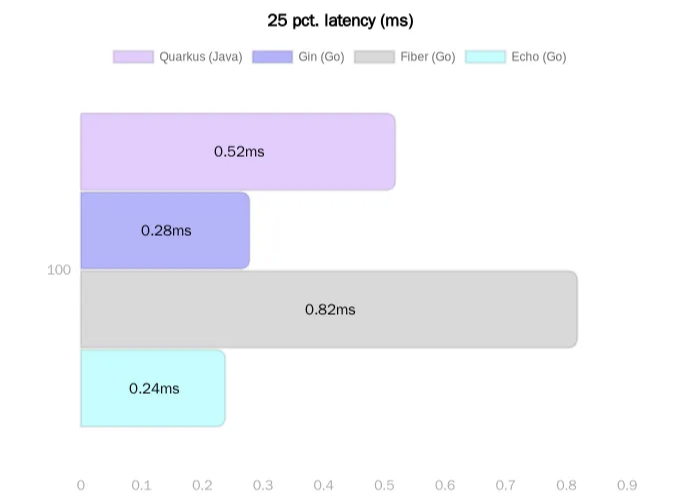 25 pct. latency (ms)
Quarkus (Java) Gin (Go) Fiber (Go) Echo (Go)
0.52ms
0.28ms
100
0.82ms
0.24ms
0 0.1 0.2 0.3 0.4 0.5 0.6 0.7 0.8 0.9